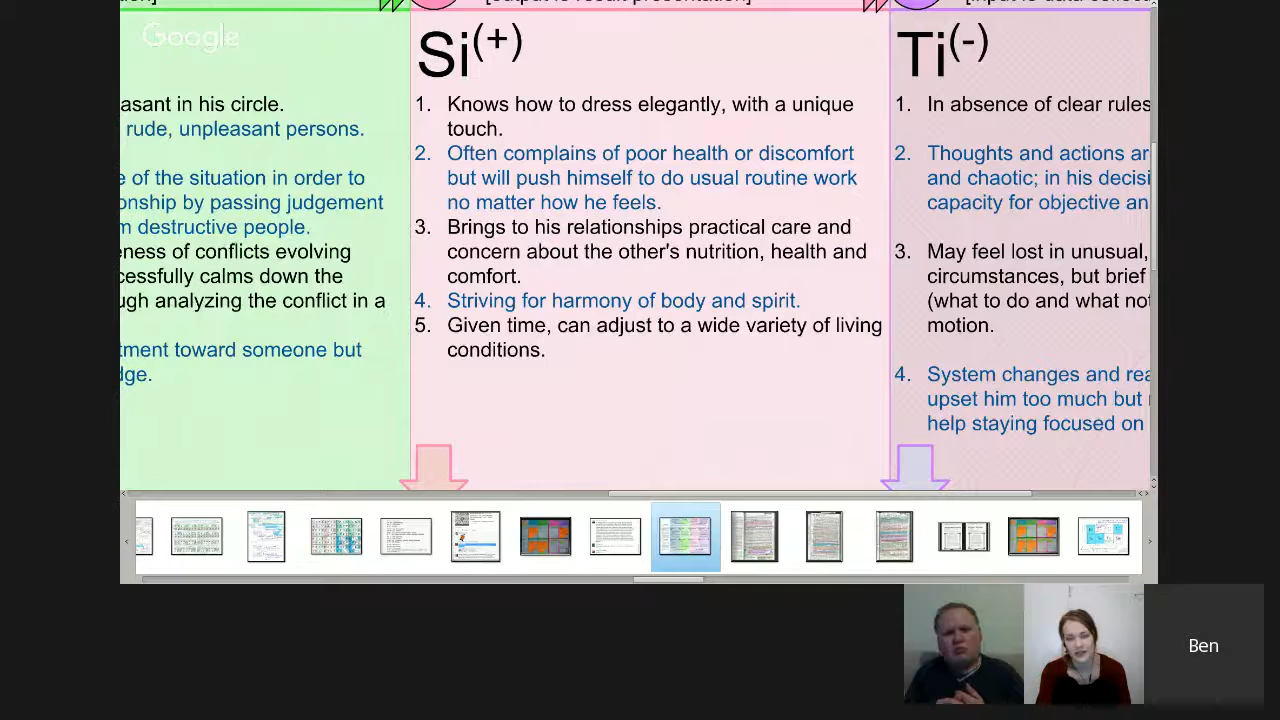 [output is result presentation]
Google
asant in his circle.
rude, unpleasant persons.
e of the situation in order to
onship by passing judgement
m destructive people.
eness of conflicts evolving
cessfully calms down the
ugh analyzing the conflict in a
tment toward someone but
dge.
Si(+)
1. Knows how to dress elegantly, with a unique
touch.
2. Often complains of poor health or discomfort
but will push himself to do usual routine work
no matter how he feels.
3. Brings to his relationships practical care and
concern about the other's nutrition, health and
comfort.
4. Striving for harmony of body and spirit.
5. Given time, can adjust to a wide variety of living
conditions.
Ti(-)
1. In absence of clear rules
2. Thoughts and actions ar
and chaotic; in his decisi
capacity for objective an
3. May feel lost in unusual,
circumstances, but brief
(what to do and what not
motion.
4. System changes and rea
upset him too much but
help staying focused on
Ben